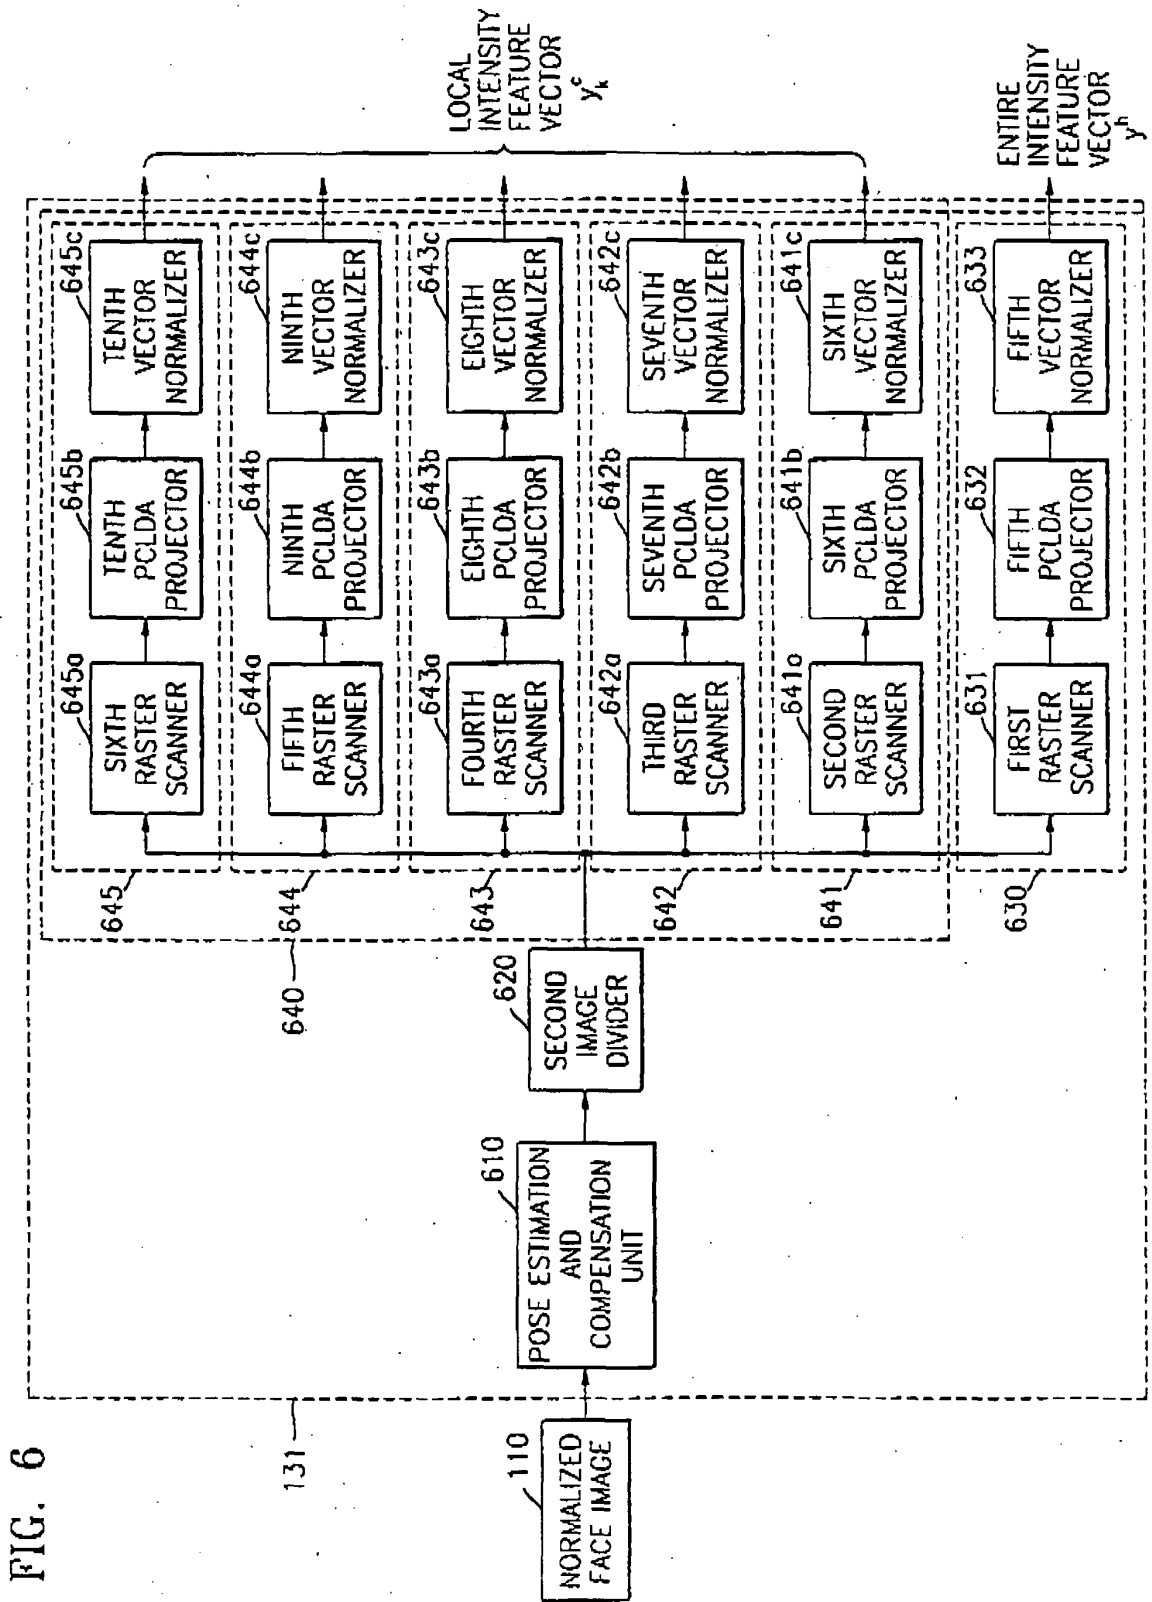 FIG. 6
131
110
NORMALIZED
FACE IMAGE
610
POSE ESTIMATION
AND
COMPENSATION
UNIT
620
SECOND
IMAGE
DIVIDER
640
645
645a
SIXTH
RASTER
SCANNER
645b
TENTH
PCLDA
PROJECTOR
645c
TENTH
VECTOR
NORMALIZER
644
644a
FIFTH
RASTER
SCANNER
644b
NINTH
PCLDA
PROJECTOR
644c
NINTH
VECTOR
NORMALIZER
643
643a
FOURTH
RASTER
SCANNER
643b
EIGHTH
PCLDA
PROJECTOR
643c
EIGHTH
VECTOR
NORMALIZER
642
642a
THIRD
RASTER
SCANNER
642b
SEVENTH
PCLDA
PROJECTOR
642c
SEVENTH
VECTOR
NORMALIZER
641
641a
SECOND
RASTER
SCANNER
641b
SIXTH
PCLDA
PROJECTOR
641c
SIXTH
VECTOR
NORMALIZER
630
631
FIRST
RASTER
SCANNER
632
FIFTH
PCLDA
PROJECTOR
633
FIFTH
VECTOR
NORMALIZER
LOCAL
INTENSITY
FEATURE
VECTOR
y_k^c
ENTIRE
INTENSITY
FEATURE
VECTOR
y^h